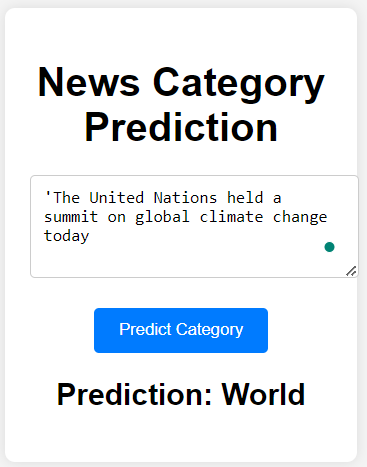 News Category
Prediction
'The United Nations held a
summit on global climate change
today
Predict Category
Prediction: World